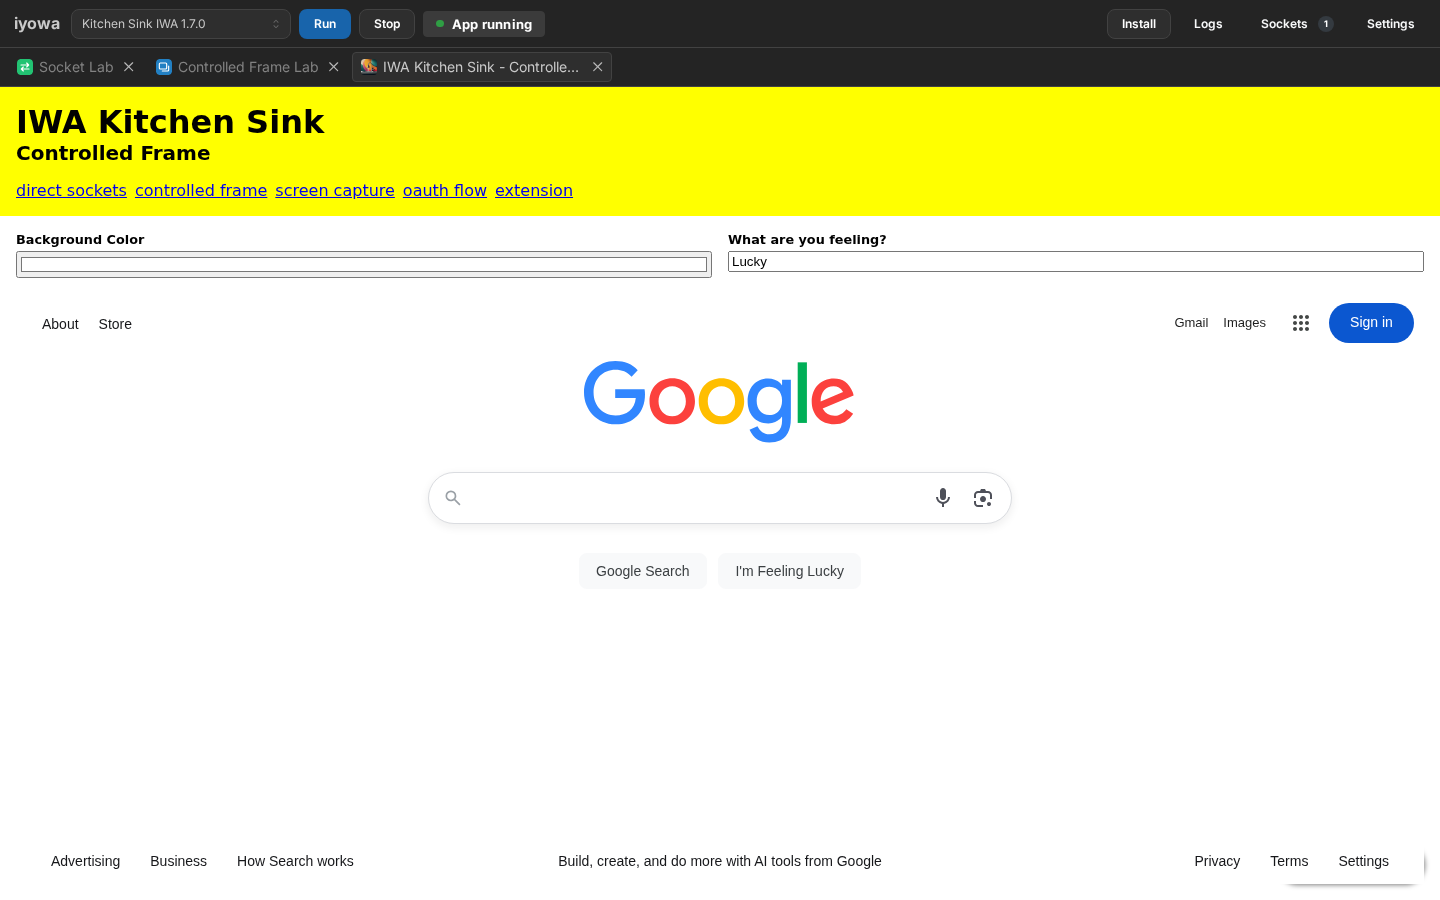 iyowa
Kitchen Sink IWA 1.7.0
Run
Stop
App running
Install
Logs
Sockets 1
Settings
Socket Lab
Controlled Frame Lab
IWA Kitchen Sink - Controlle...
IWA Kitchen Sink
Controlled Frame
direct sockets controlled frame screen capture oauth flow extension
Background Color
What are you feeling?
Lucky
About Store
Gmail Images
Sign in
Google
Google Search
I'm Feeling Lucky
Advertising Business How Search works
Build, create, and do more with AI tools from Google
Privacy Terms Settings